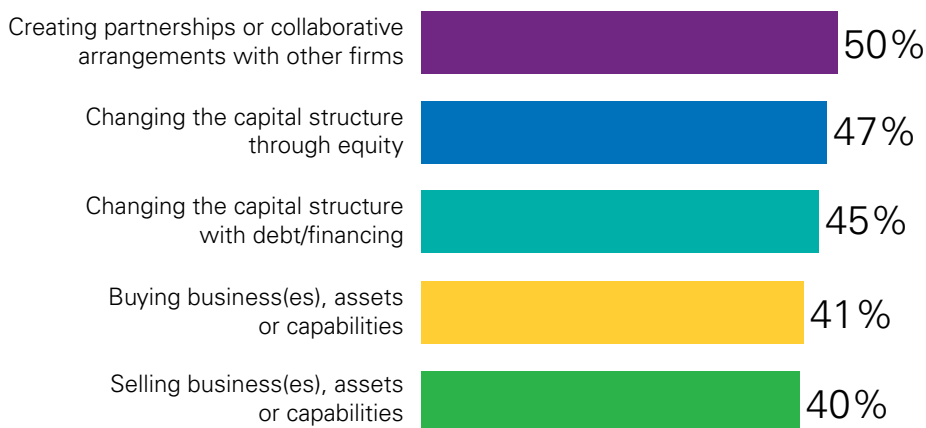 Creating partnerships or collaborative
arrangements with other firms
50%
Changing the capital structure
through equity
47%
Changing the capital structure
with debt/financing
45%
Buying business(es), assets
or capabilities
41%
Selling business(es), assets
or capabilities
40%